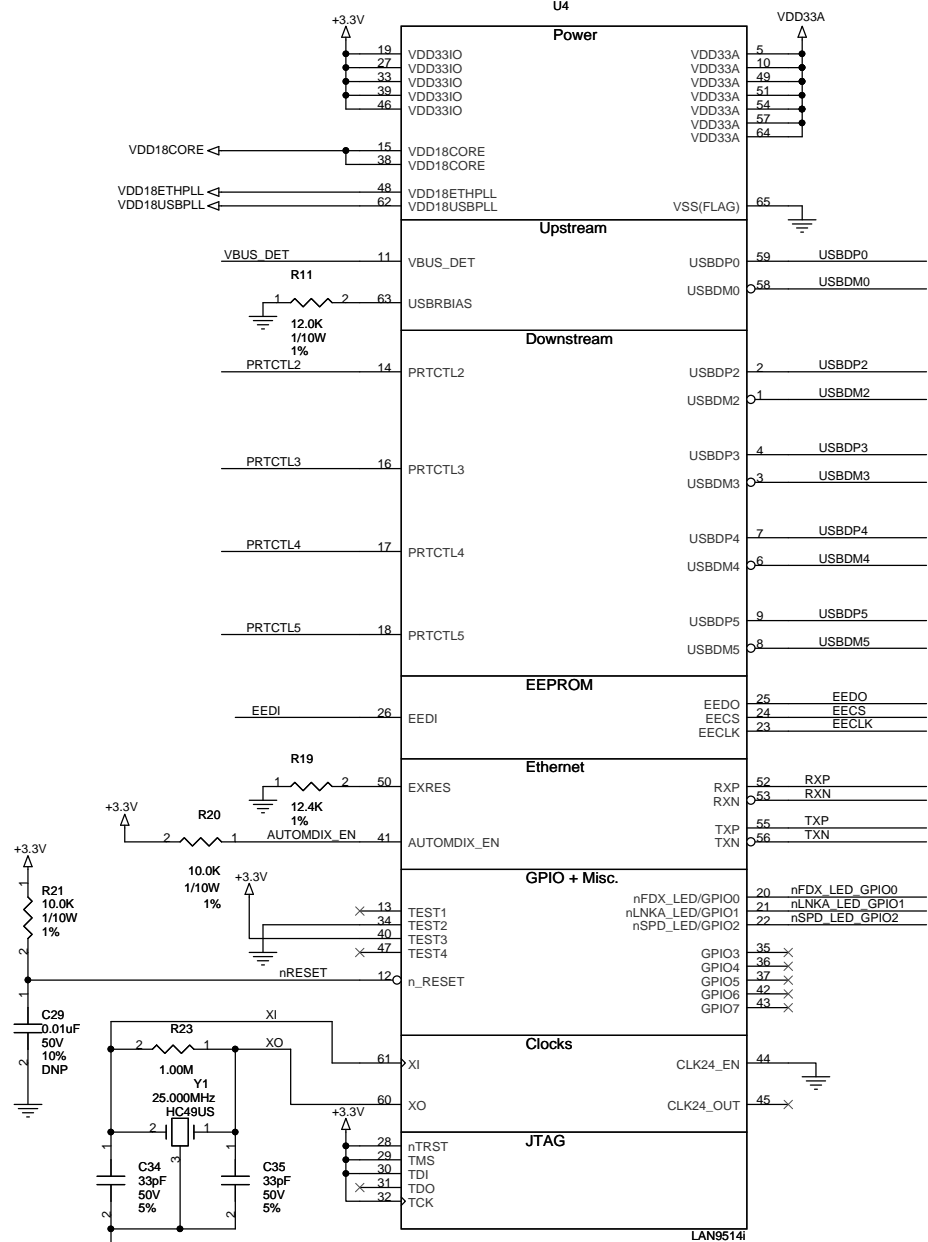 U4
+3.3V
VDD33A
Power
19 VDD33IO
27 VDD33IO
33 VDD33IO
39 VDD33IO
46 VDD33IO
VDD33A 5
VDD33A 10
VDD33A 49
VDD33A 51
VDD33A 54
VDD33A 57
VDD33A 64
VDD18CORE 15 VDD18CORE
38 VDD18CORE
VDD18ETHPLL 48 VDD18ETHPLL
VDD18USBPLL 62 VDD18USBPLL
VSS(FLAG) 65
Upstream
VBUS_DET 11 VBUS_DET
USBDP0 59 USBDP0
USBDM0 58 USBDM0
R11
1 2 63 USBRBIAS
12.0K
1/10W
1%
Downstream
PRTCTL2 14 PRTCTL2
USBDP2 2 USBDP2
USBDM2 1 USBDM2
PRTCTL3 16 PRTCTL3
USBDP3 4 USBDP3
USBDM3 3 USBDM3
PRTCTL4 17 PRTCTL4
USBDP4 7 USBDP4
USBDM4 6 USBDM4
PRTCTL5 18 PRTCTL5
USBDP5 9 USBDP5
USBDM5 8 USBDM5
EEPROM
EEDI 26 EEDI
EEDO 25 EEDO
EECS 24 EECS
EECLK 23 EECLK
Ethernet
R19
1 2 50 EXRES
12.4K
1%
RXP 52 RXP
RXN 53 RXN
TXP 55 TXP
TXN 56 TXN
+3.3V
R20
2 1 AUTOMDIX_EN 41 AUTOMDIX_EN
10.0K
1/10W
1%
+3.3V
GPIO + Misc.
13 TEST1
34 TEST2
40 TEST3
47 TEST4
nFDX_LED/GPIO0 20 nFDX_LED_GPIO0
nLNKA_LED/GPIO1 21 nLNKA_LED_GPIO1
nSPD_LED/GPIO2 22 nSPD_LED_GPIO2
GPIO3 35
GPIO4 36
GPIO5 37
GPIO6 42
GPIO7 43
+3.3V
1
R21
10.0K
1/10W
1%
2
nRESET 12 n_RESET
1
C29
0.01uF
50V
10%
DNP
2
Clocks
XI
61 XI
XO
60 XO
CLK24_EN 44
CLK24_OUT 45
R23
2 1
1.00M
Y1
25.000MHz
HC49US
2 1
3
1
C34
33pF
50V
5%
2
1
C35
33pF
50V
5%
2
+3.3V
JTAG
28 nTRST
29 TMS
30 TDI
31 TDO
32 TCK
LAN9514i